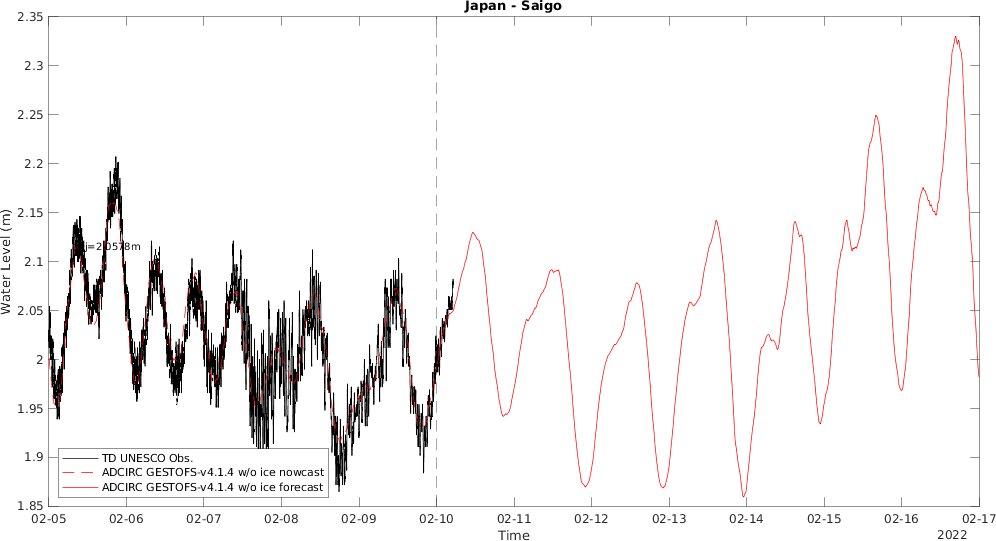 Japan - Saigo
2.35
2.3
2.25
2.2
2.15
2.1
2.05
2
1.95
1.9
1.85
Water Level (m)
=2.0578m
TD UNESCO Obs.
ADCIRC GESTOFS-v4.1.4 w/o ice nowcast
ADCIRC GESTOFS-v4.1.4 w/o ice forecast
02-05 02-06 02-07 02-08 02-09 02-10 02-11 02-12 02-13 02-14 02-15 02-16 02-17
Time
2022